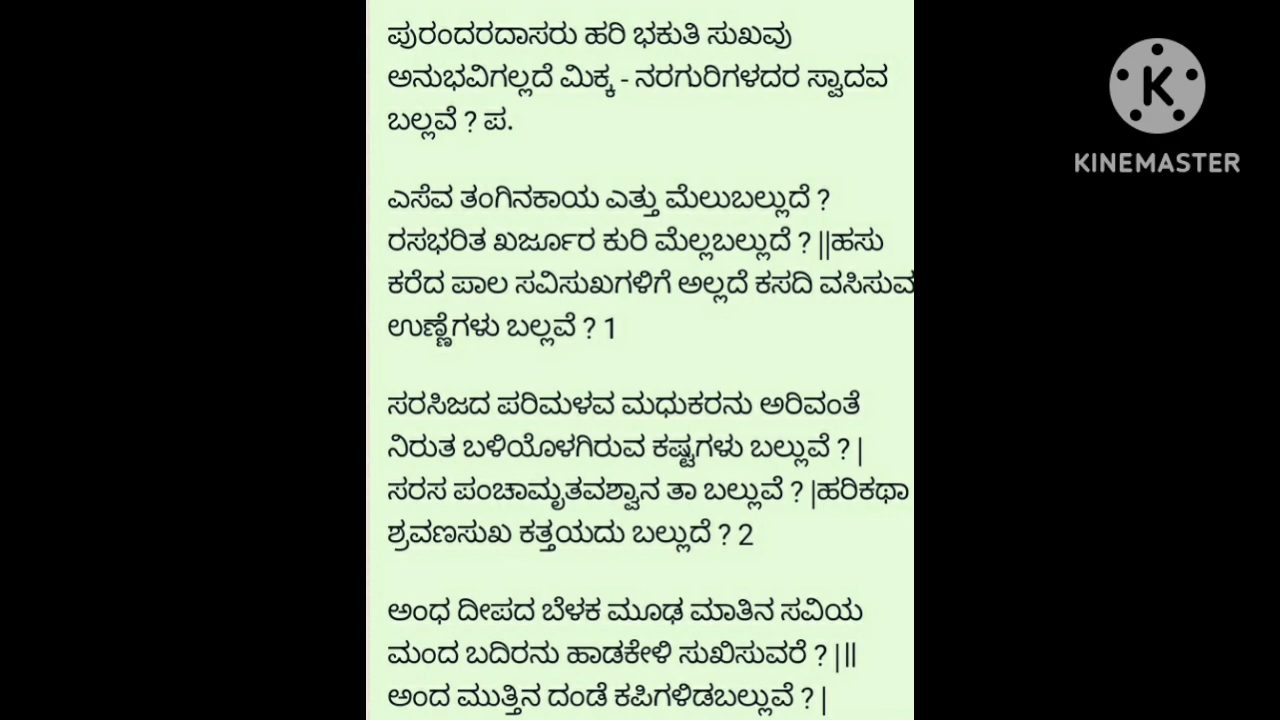 ಪುರಂದರದಾಸರು ಹರಿ ಭಕುತಿ ಸುಖವು
ಅನುಭವಿಗಲ್ಲದೆ ಮಿಕ್ಕ - ನರಗುರಿಗಳದರ ಸ್ವಾದವ
ಬಲ್ಲವೆ ? ಪ.
ಎಸೆವ ತಂಗಿನಕಾಯ ಎತ್ತು ಮೆಲುಬಲ್ಲುದೆ ?
ರಸಭರಿತ ಖರ್ಜೂರ ಕುರಿ ಮೆಲ್ಲಬಲ್ಲುದೆ ? ||ಹಸು
ಕರೆದ ಪಾಲ ಸವಿಸುಖಗಳಿಗೆ ಅಲ್ಲದೆ ಕಸದಿ ವಸಿಸುವ
ಉಣ್ಣೆಗಳು ಬಲ್ಲವೆ ? 1
ಸರಸಿಜದ ಪರಿಮಳವ ಮಧುಕರನು ಅರಿವಂತೆ
ನಿರುತ ಬಳಿಯೊಳಗಿರುವ ಕಷ್ಟಗಳು ಬಲ್ಲುವೆ ? |
ಸರಸ ಪಂಚಾಮೃತವಶ್ವಾನ ತಾ ಬಲ್ಲುವೆ ? |ಹರಿಕಥಾ
ಶ್ರವಣಸುಖ ಕತ್ತಯದು ಬಲ್ಲುದೆ ? 2
ಅಂಧ ದೀಪದ ಬೆಳಕ ಮೂಢ ಮಾತಿನ ಸವಿಯ
ಮಂದ ಬದಿರನು ಹಾಡಕೇಳಿ ಸುಖಿಸುವರೆ ? |॥
ಅಂದ ಮುತ್ತಿನ ದಂಡೆ ಕಪಿಗಳಿಡಬಲ್ಲುವೆ ? |
K
KINEMASTER